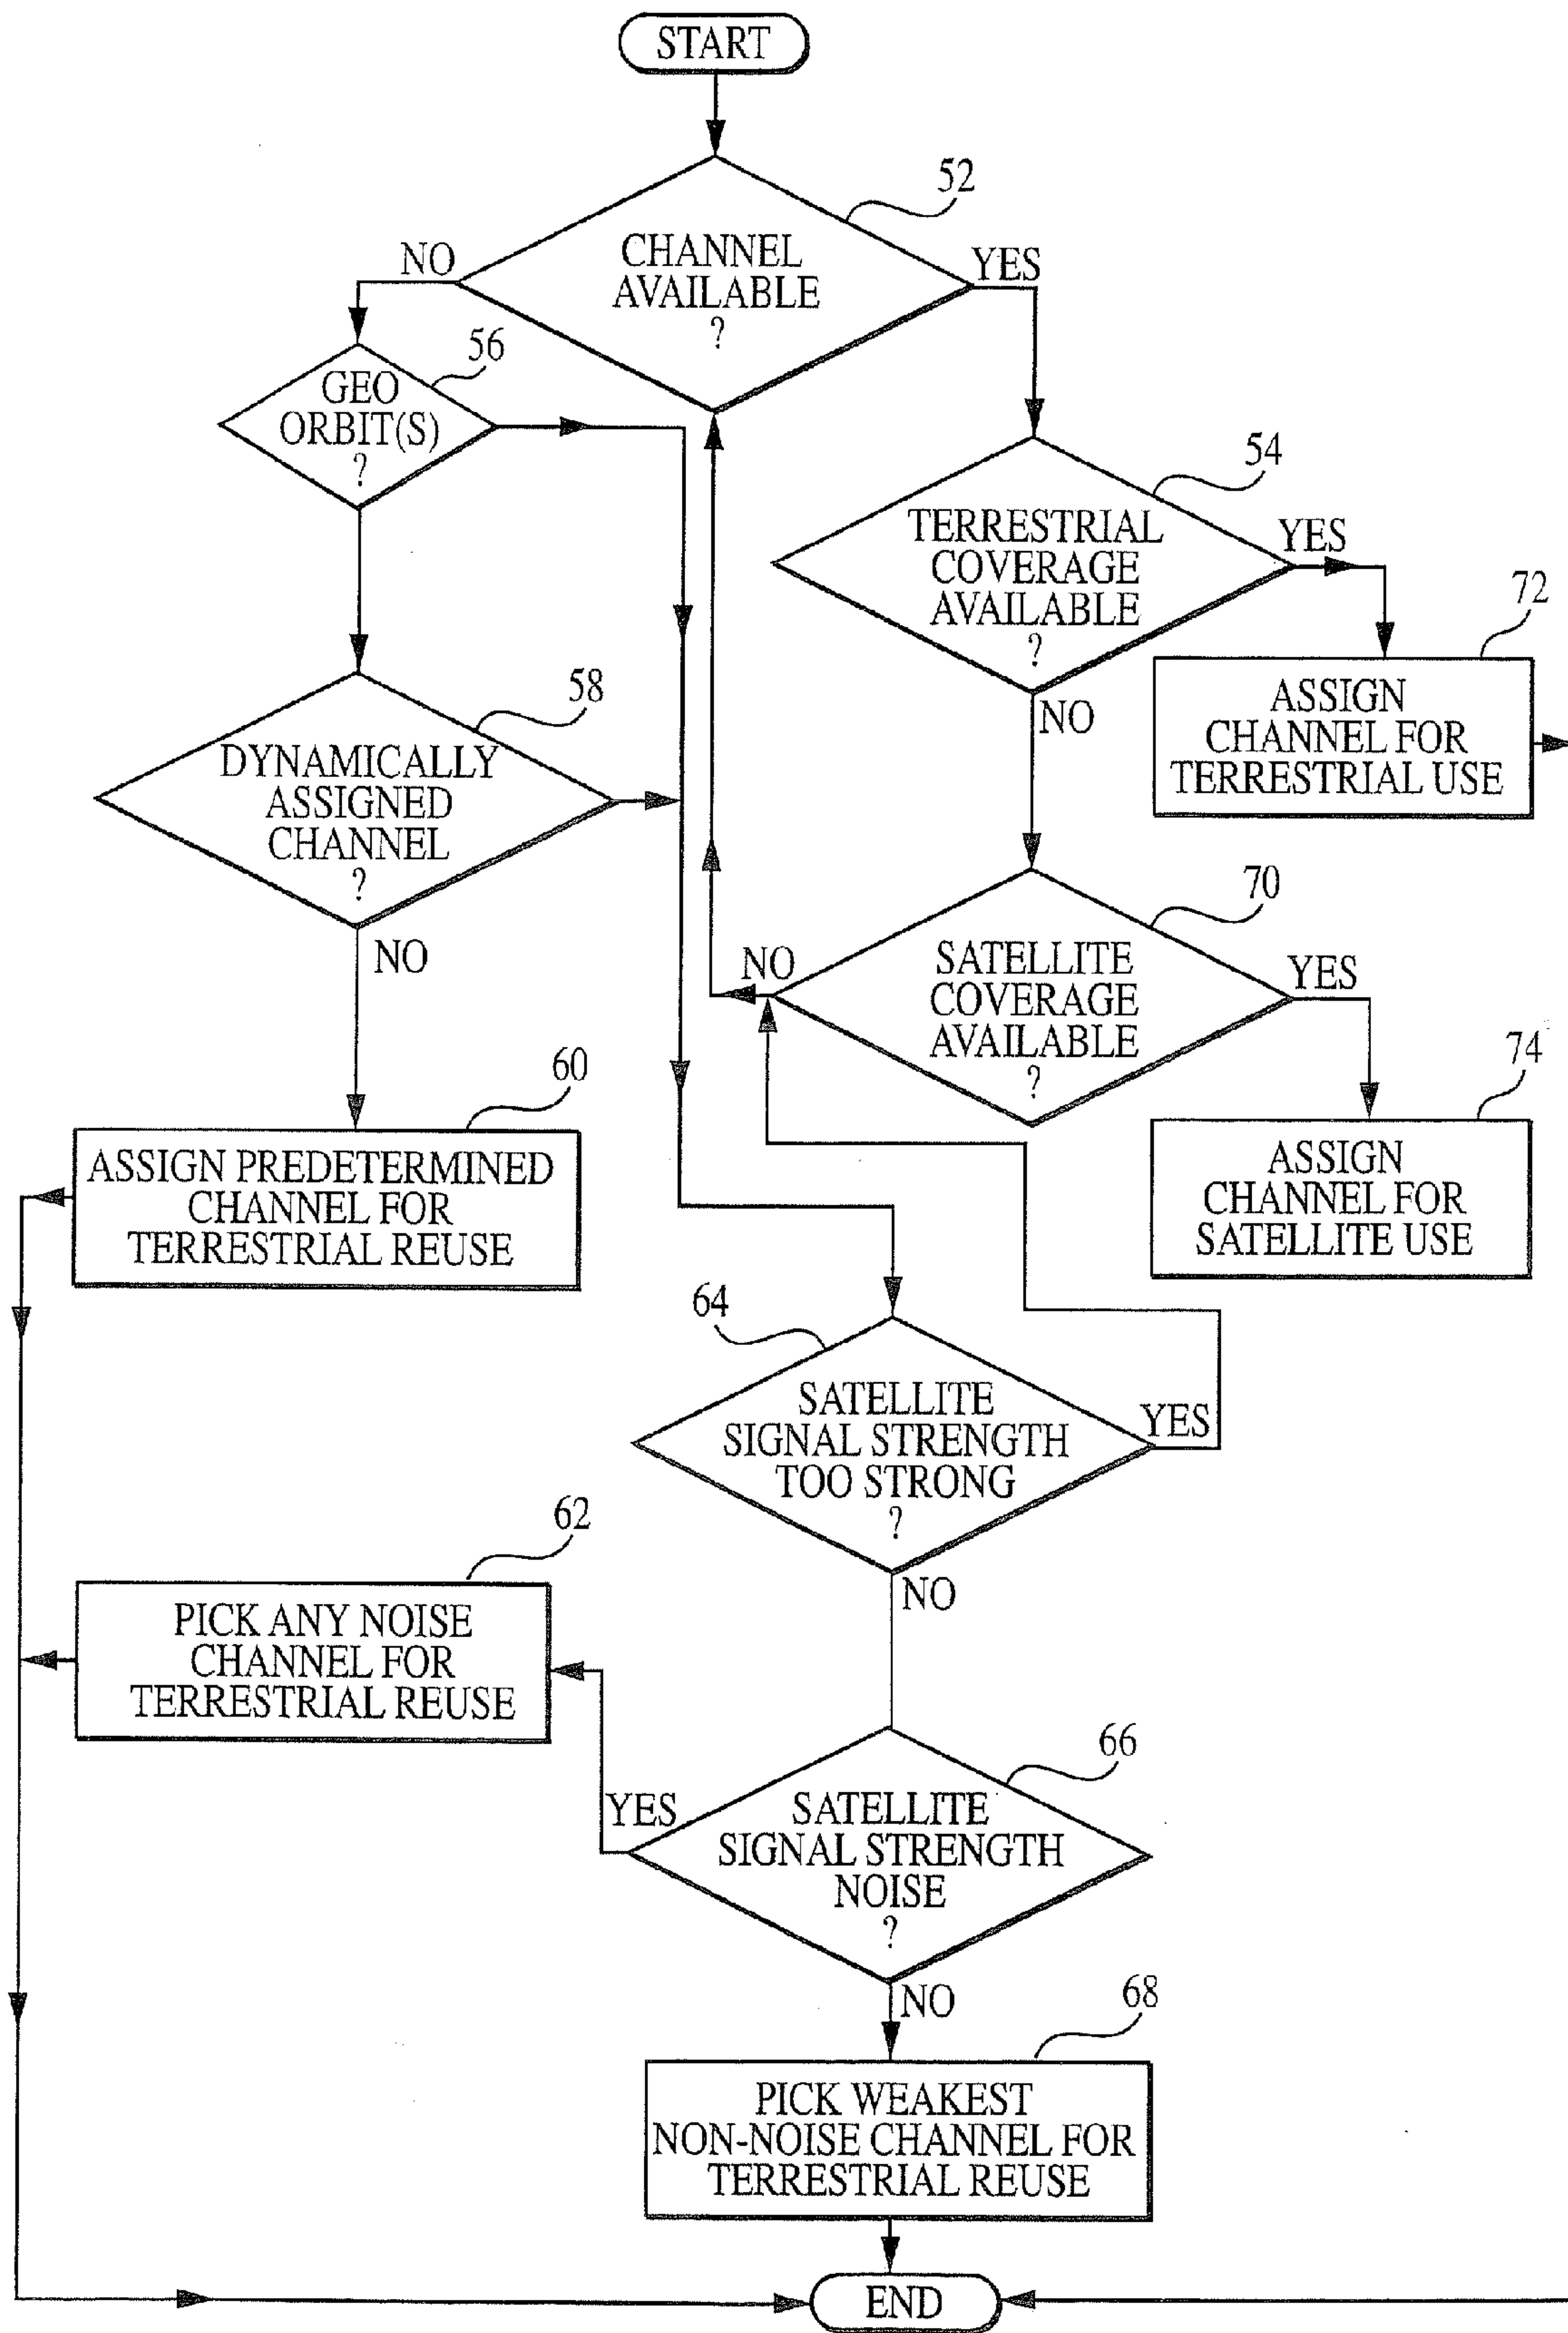 START
52
CHANNEL
AVAILABLE
?
NO
YES
56
GEO
ORBIT(S)
?
54
TERRESTRIAL
COVERAGE
AVAILABLE
?
YES
NO
72
ASSIGN
CHANNEL FOR
TERRESTRIAL USE
58
DYNAMICALLY
ASSIGNED
CHANNEL
?
NO
70
SATELLITE
COVERAGE
AVAILABLE
?
NO
YES
74
ASSIGN
CHANNEL FOR
SATELLITE USE
60
ASSIGN PREDETERMINED
CHANNEL FOR
TERRESTRIAL REUSE
64
SATELLITE
SIGNAL STRENGTH
TOO STRONG
?
YES
NO
62
PICK ANY NOISE
CHANNEL FOR
TERRESTRIAL REUSE
66
YES
SATELLITE
SIGNAL STRENGTH
NOISE
?
NO
68
PICK WEAKEST
NON-NOISE CHANNEL FOR
TERRESTRIAL REUSE
END